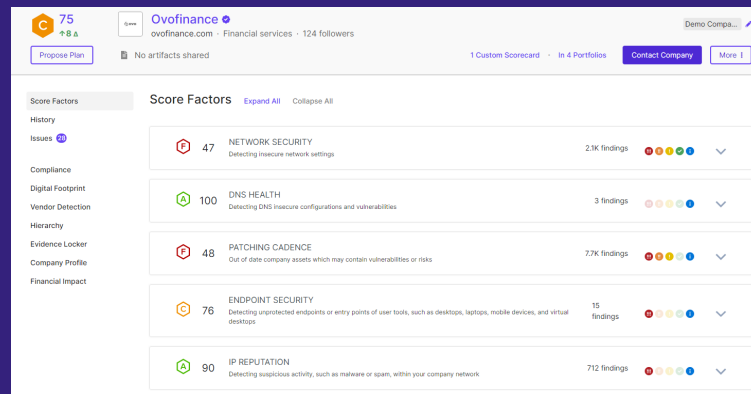 C 75
↑8 Δ
ovo
Ovofinance
ovofinance.com · Financial services · 124 followers
Demo Compa...
Propose Plan
No artifacts shared
1 Custom Scorecard · In 4 Portfolios
Contact Company
More
Score Factors
History
Issues 28
Compliance
Digital Footprint
Vendor Detection
Hierarchy
Evidence Locker
Company Profile
Financial Impact
Score Factors Expand All Collapse All
F 47 NETWORK SECURITY
Detecting insecure network settings
2.1K findings
A 100 DNS HEALTH
Detecting DNS insecure configurations and vulnerabilities
3 findings
F 48 PATCHING CADENCE
Out of date company assets which may contain vulnerabilities or risks
7.7K findings
C 76 ENDPOINT SECURITY
Detecting unprotected endpoints or entry points of user tools, such as desktops, laptops, mobile devices, and virtual
desktops
15
findings
A 90 IP REPUTATION
Detecting suspicious activity, such as malware or spam, within your company network
712 findings